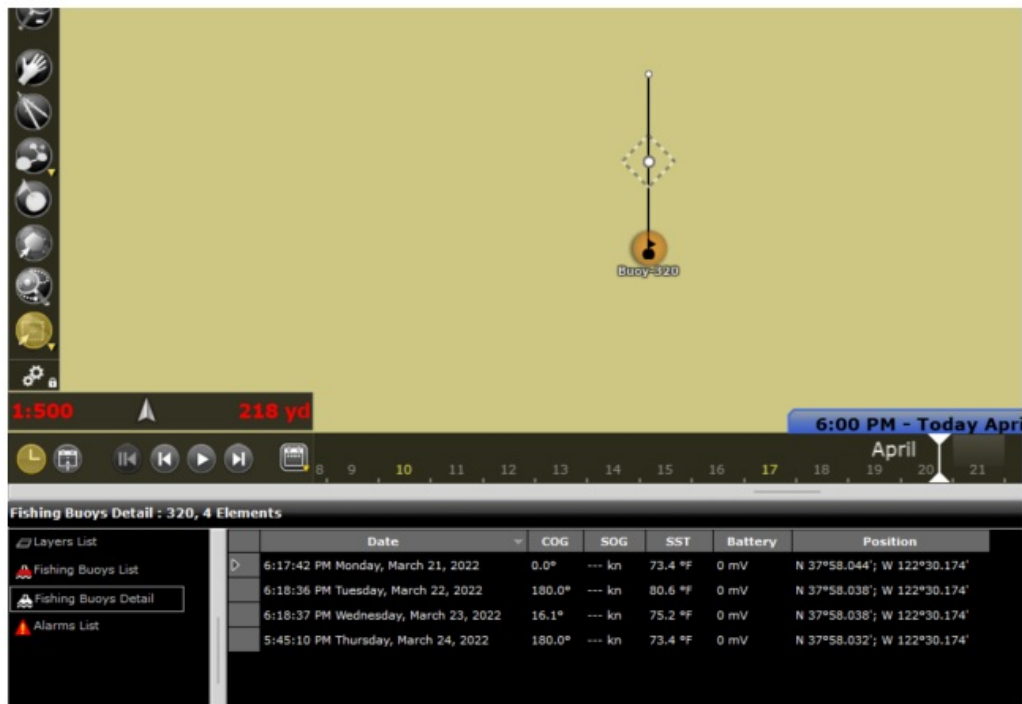 Buoy-320
1:500 218 yd
6:00 PM - Today Apri
April
8 9 10 11 12 13 14 15 16 17 18 19 20 21
Fishing Buoys Detail : 320, 4 Elements
Layers List
Fishing Buoys List
Fishing Buoys Detail
Alarms List
Date COG SOG SST Battery Position
6:17:42 PM Monday, March 21, 2022 0.0° --- kn 73.4 °F 0 mV N 37°58.044'; W 122°30.174'
6:18:36 PM Tuesday, March 22, 2022 180.0° --- kn 80.6 °F 0 mV N 37°58.038'; W 122°30.174'
6:18:37 PM Wednesday, March 23, 2022 16.1° --- kn 75.2 °F 0 mV N 37°58.038'; W 122°30.174'
5:45:10 PM Thursday, March 24, 2022 180.0° --- kn 73.4 °F 0 mV N 37°58.032'; W 122°30.174'